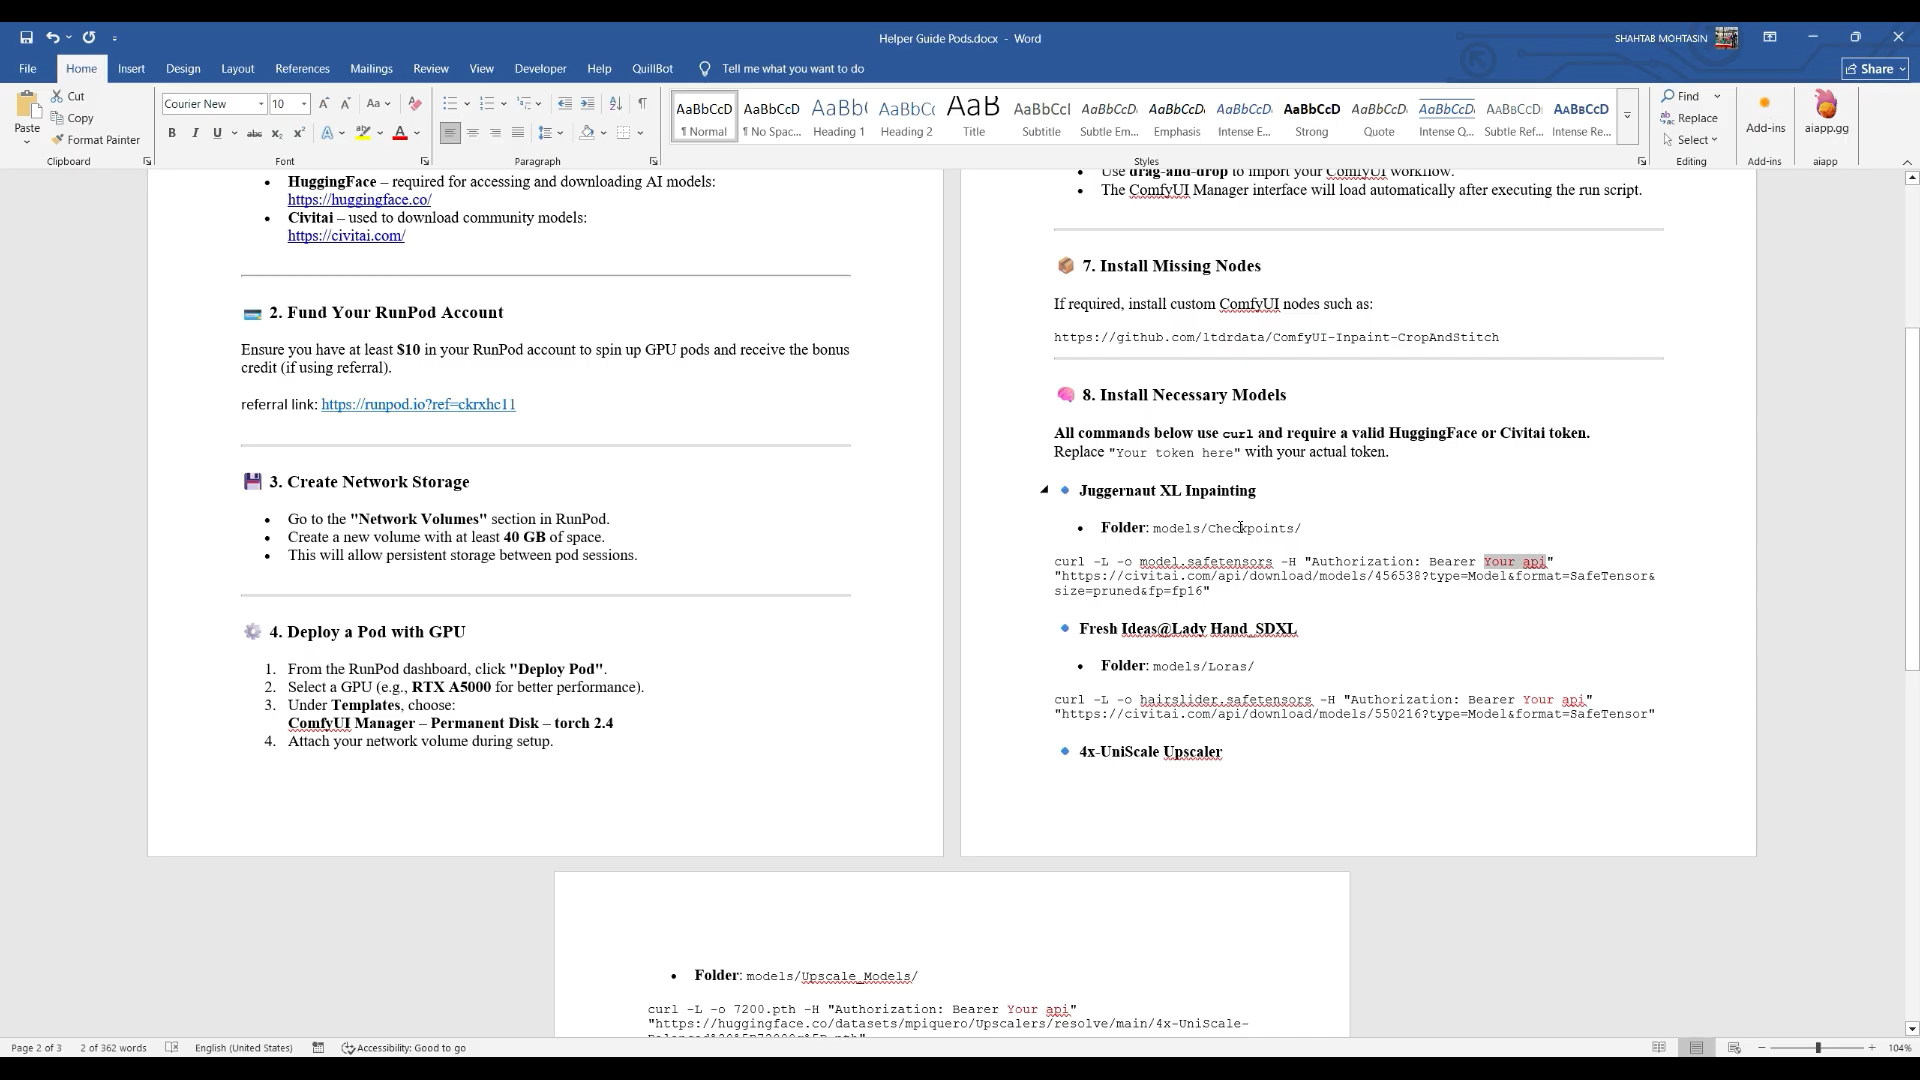 Helper Guide Pods.docx - Word
SHAHTAB MOHTASIN
File Home Insert Design Layout References Mailings Review View Developer Help QuillBot Tell me what you want to do
Share
Paste
Cut
Copy
Format Painter
Clipboard
Courier New 10 Aa
Font
Paragraph
AaBbCcD AaBbCcD AaBb( AaBbC( AaB AaBbCcl AaBbCcD AaBbCcD AaBbCcD AaBbCcD AaBbCcD AaBbCcD AaBbCcD AaBbCcD
¶ Normal ¶ No Spac... Heading 1 Heading 2 Title Subtitle Subtle Em... Emphasis Intense E... Strong Quote Intense Q... Subtle Ref... Intense Re...
Styles
Find
Replace
Select
Editing
Add-ins
Add-ins
aiapp.gg
aiapp
• HuggingFace – required for accessing and downloading AI models:
https://huggingface.co/
• Civitai – used to download community models:
https://civitai.com/
2. Fund Your RunPod Account
Ensure you have at least $10 in your RunPod account to spin up GPU pods and receive the bonus
credit (if using referral).
referral link: https://runpod.io?ref=ckrxhc11
3. Create Network Storage
• Go to the "Network Volumes" section in RunPod.
• Create a new volume with at least 40 GB of space.
• This will allow persistent storage between pod sessions.
4. Deploy a Pod with GPU
1. From the RunPod dashboard, click "Deploy Pod".
2. Select a GPU (e.g., RTX A5000 for better performance).
3. Under Templates, choose:
ComfyUI Manager – Permanent Disk – torch 2.4
4. Attach your network volume during setup.
• Use drag-and-drop to import your ComfyUI workflow.
• The ComfyUI Manager interface will load automatically after executing the run script.
7. Install Missing Nodes
If required, install custom ComfyUI nodes such as:
https://github.com/ltdrdata/ComfyUI-Inpaint-CropAndStitch
8. Install Necessary Models
All commands below use curl and require a valid HuggingFace or Civitai token.
Replace "Your token here" with your actual token.
Juggernaut XL Inpainting
• Folder: models/Checkpoints/
curl -L -o model.safetensors -H "Authorization: Bearer Your api"
"https://civitai.com/api/download/models/456538?type=Model&format=SafeTensor&
size=pruned&fp=fp16"
Fresh Ideas@Lady Hand_SDXL
• Folder: models/Loras/
curl -L -o hairslider.safetensors -H "Authorization: Bearer Your api"
"https://civitai.com/api/download/models/550216?type=Model&format=SafeTensor"
4x-UniScale Upscaler
• Folder: models/Upscale_Models/
curl -L -o 7200.pth -H "Authorization: Bearer Your api"
"https://huggingface.co/datasets/mpiquero/Upscalers/resolve/main/4x-UniScale-
Page 2 of 3 2 of 362 words English (United States) Accessibility: Good to go
104%